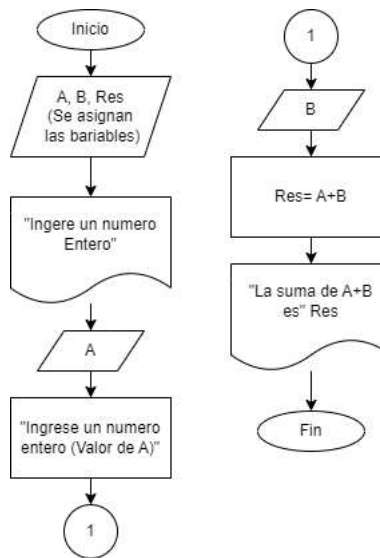 Inicio
A, B, Res
(Se asignan
las bariables)
"Ingere un numero
Entero"
A
"Ingrese un numero
entero (Valor de A)"
1
1
B
Res= A+B
"La suma de A+B
es" Res
Fin